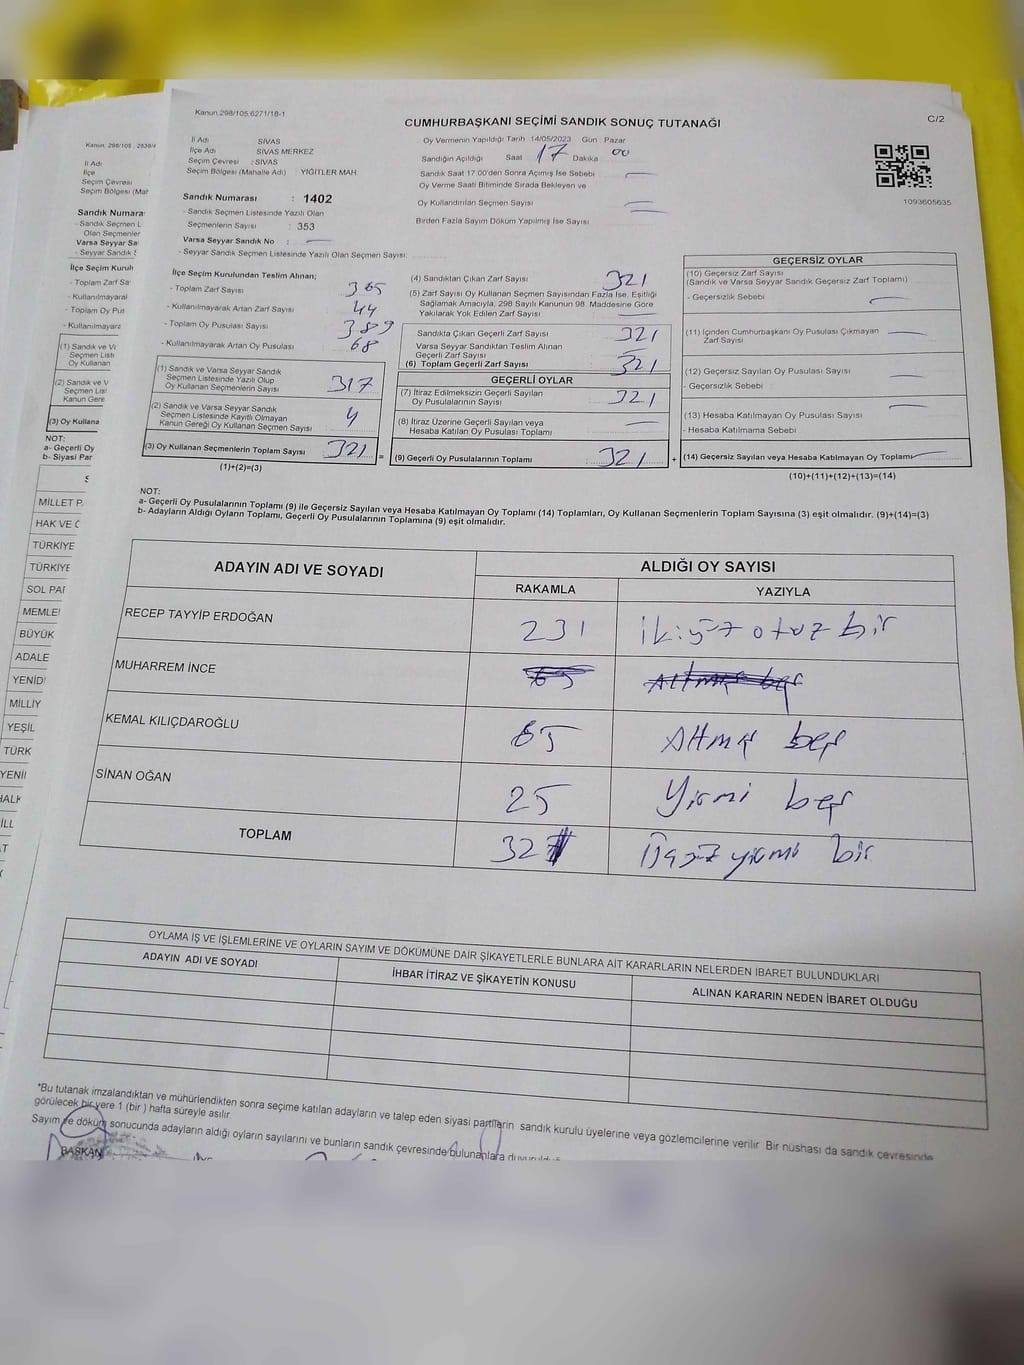 Kanun 298/105.6271/18-1
CUMHURBAŞKANI SEÇİMİ SANDIK SONUÇ TUTANAĞI
C/2
İl Adı : SİVAS
İlçe Adı : SİVAS MERKEZ
Seçim Çevresi : SİVAS
Seçim Bölgesi (Mahalle Adı) : YİĞİTLER MAH
Sandık Numarası : 1402
- Sandık Seçmen Listesinde Yazılı Olan
Seçmenlerin Sayısı : 353
Varsa Seyyar Sandık No :
- Seyyar Sandık Seçmen Listesinde Yazılı Olan Seçmen Sayısı:
Oy Vermenin Yapıldığı Tarih :14/05/2023 Gün : Pazar
Sandığın Açıldığı Saat 17 Dakika 00
Sandık Saat 17 00'den Sonra Açılmış İse Sebebi
Oy Verme Saati Bitiminde Sırada Bekleyen ve
Oy Kullandırılan Seçmen Sayısı
Birden Fazla Sayım Döküm Yapılmış İse Sayısı
1093605635
İlçe Seçim Kurulundan Teslim Alınan;
- Toplam Zarf Sayısı 365
- Kullanılmayarak Artan Zarf Sayısı 44
- Toplam Oy Pusulası Sayısı 389
- Kullanılmayarak Artan Oy Pusulası 68
(1) Sandık ve Varsa Seyyar Sandık
Seçmen Listesinde Yazılı Olup
Oy Kullanan Seçmenlerin Sayısı 317
(2) Sandık ve Varsa Seyyar Sandık
Seçmen Listesinde Kayıtlı Olmayan
Kanun Gereği Oy Kullanan Seçmen Sayısı 4
(3) Oy Kullanan Seçmenlerin Toplam Sayısı 321
(1)+(2)=(3)
(4) Sandıktan Çıkan Zarf Sayısı 321
(5) Zarf Sayısı Oy Kullanan Seçmen Sayısından Fazla İse, Eşitliği
Sağlamak Amacıyla, 298 Sayılı Kanunun 98. Maddesine Göre
Yakılarak Yok Edilen Zarf Sayısı
Sandıkta Çıkan Geçerli Zarf Sayısı 321
Varsa Seyyar Sandıktan Teslim Alınan
Geçerli Zarf Sayısı
(6) Toplam Geçerli Zarf Sayısı 321
GEÇERLİ OYLAR
(7) İtiraz Edilmeksizin Geçerli Sayılan
Oy Pusulalarının Sayısı 321
(8) İtiraz Üzerine Geçerli Sayılan veya
Hesaba Katılan Oy Pusulası Toplamı
(9) Geçerli Oy Pusulalarının Toplamı 321
GEÇERSİZ OYLAR
(10) Geçersiz Zarf Sayısı
(Sandık ve Varsa Seyyar Sandık Geçersiz Zarf Toplamı)
- Geçersizlik Sebebi
(11) İçinden Cumhurbaşkanı Oy Pusulası Çıkmayan
Zarf Sayısı
(12) Geçersiz Sayılan Oy Pusulası Sayısı
- Geçersizlik Sebebi
(13) Hesaba Katılmayan Oy Pusulası Sayısı
- Hesaba Katılmama Sebebi
(14) Geçersiz Sayılan veya Hesaba Katılmayan Oy Toplamı
(10)+(11)+(12)+(13)=(14)
NOT:
a- Geçerli Oy Pusulalarının Toplamı (9) ile Geçersiz Sayılan veya Hesaba Katılmayan Oy Toplamı (14) Toplamları, Oy Kullanan Seçmenlerin Toplam Sayısına (3) eşit olmalıdır. (9)+(14)=(3)
b- Adayların Aldığı Oyların Toplamı, Geçerli Oy Pusulalarının Toplamına (9) eşit olmalıdır.
ADAYIN ADI VE SOYADI
ALDIĞI OY SAYISI
RAKAMLA YAZIYLA
RECEP TAYYİP ERDOĞAN 231 ikiyüz otuz bir
MUHARREM İNCE 65 Altmış beş
KEMAL KILIÇDAROĞLU 65 Altmış beş
SİNAN OĞAN 25 Yirmi beş
TOPLAM 321 Üçyüz yirmi bir
OYLAMA İŞ VE İŞLEMLERİNE VE OYLARIN SAYIM VE DÖKÜMÜNE DAİR ŞİKAYETLERLE BUNLARA AİT KARARLARIN NELERDEN İBARET BULUNDUKLARI
ADAYIN ADI VE SOYADI
İHBAR İTİRAZ VE ŞİKAYETİN KONUSU
ALINAN KARARIN NEDEN İBARET OLDUĞU
*Bu tutanak imzalandıktan ve mühürlendikten sonra seçime katılan adayların ve talep eden siyasi partilerin sandık kurulu üyelerine veya gözlemcilerine verilir Bir nüshası da sandık çevresinde
görülecek bir yere 1 (bir ) hafta süreyle asılır.
Sayım ve döküm sonucunda adayların aldığı oyların sayılarını ve bunların sandık çevresinde bulunanlara
BAŞKAN
İl Adı
İlçe
Seçim Çevresi
Seçim Bölgesi (Mah
Sandık Numara
- Sandık Seçmen L
Olan Seçmenler
Varsa Seyyar Sa
- Seyyar Sandık
İlçe Seçim Kurul
- Toplam Zarf Sa
- Kullanılmayaral
- Toplam Oy Pus
- Kullanılmayara
(1) Sandık ve V
Seçmen List
Oy Kullanan
(2) Sandık ve V
Seçmen Lis
Kanun Gere
(3) Oy Kullana
NOT:
a- Geçerli Oy
b- Siyasi Par
MİLLET P
HAK VE Ö
TÜRKİYE
TÜRKİYE
SOL PAR
MEMLE
BÜYÜK
ADALE
YENİD
MİLLİY
YEŞİL
TÜRK
YENİ
HALK